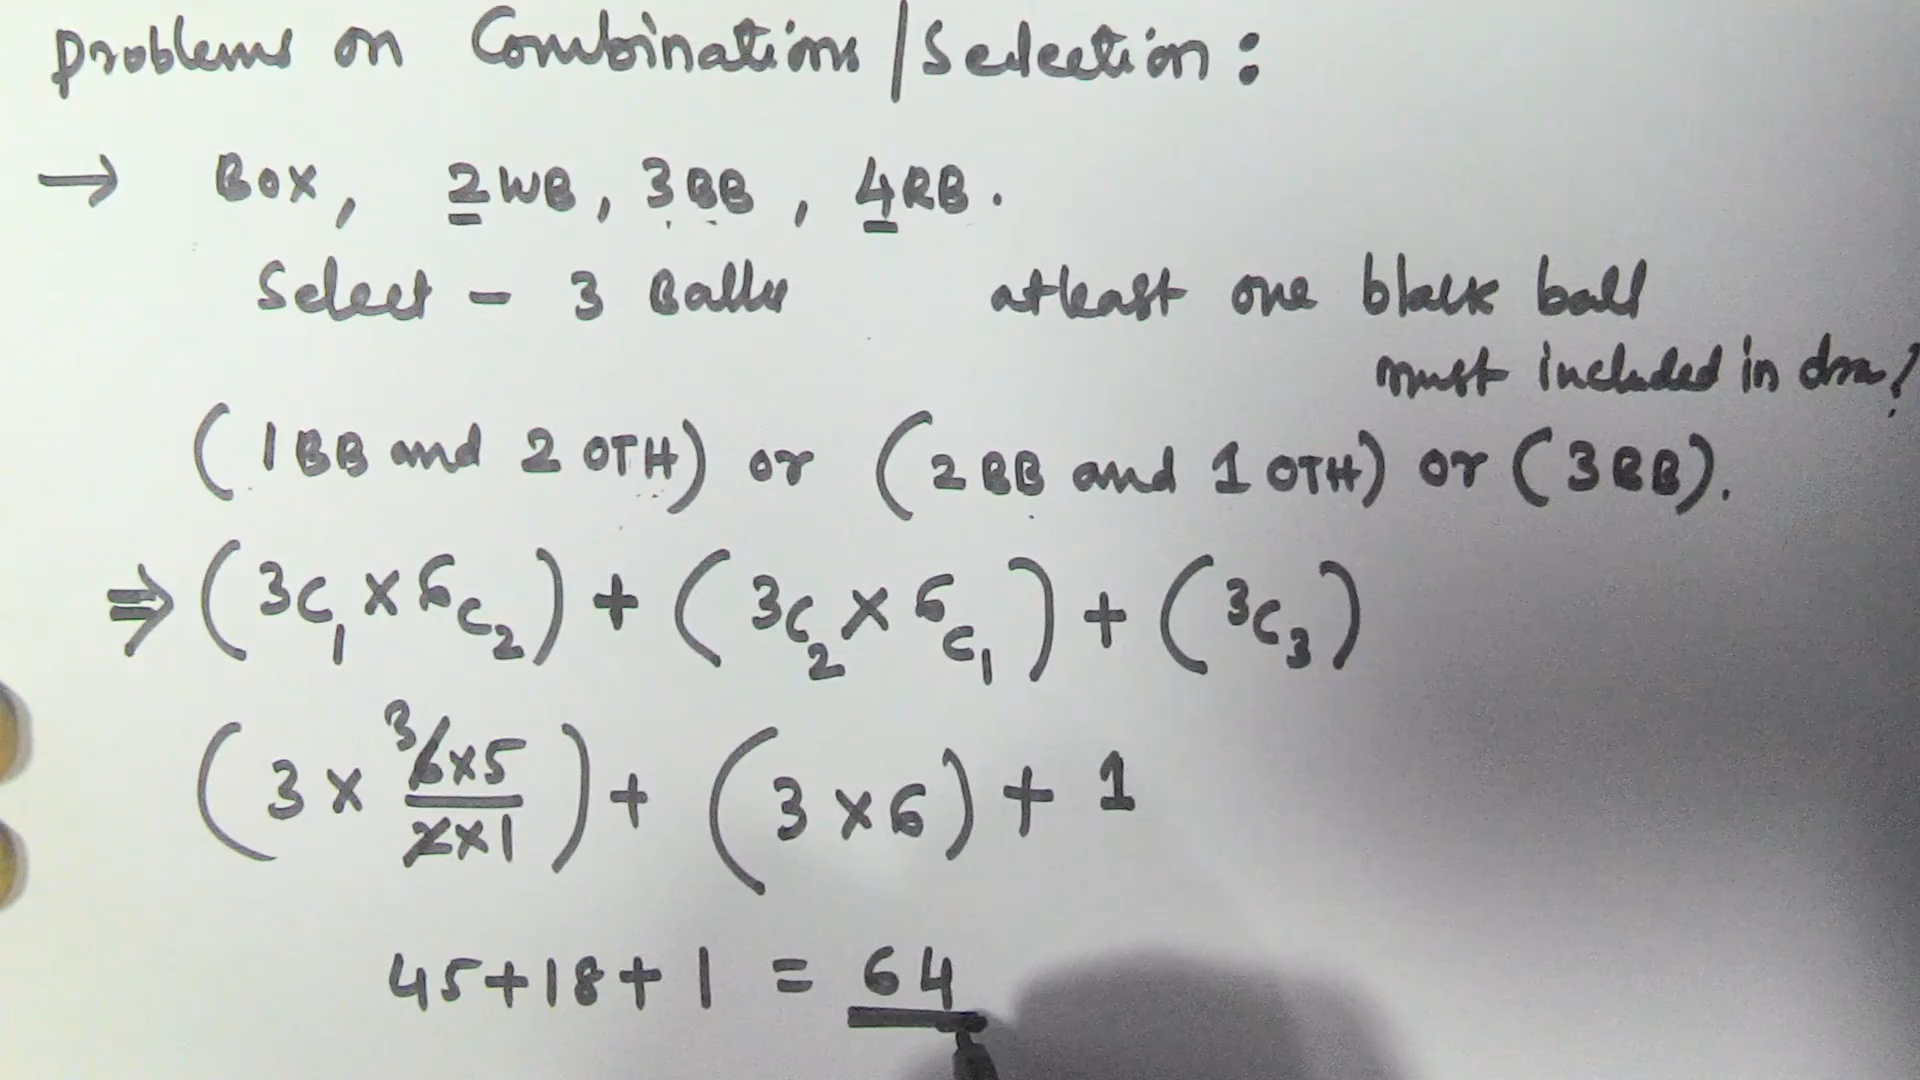 Problems on Combinations/Selection:
→ Box, 2WB, 3BB, 4RB.
Select - 3 Balls atleast one black ball
must included in dra?
(1BB and 2 OTH) or (2BB and 1 OTH) or (3BB).
⇒ (3C₁ × 6C₂) + (3C₂ × 6C₁) + (3C₃)
(3 × ³6×5/2×1) + (3×6) + 1
45+18+1 = 64